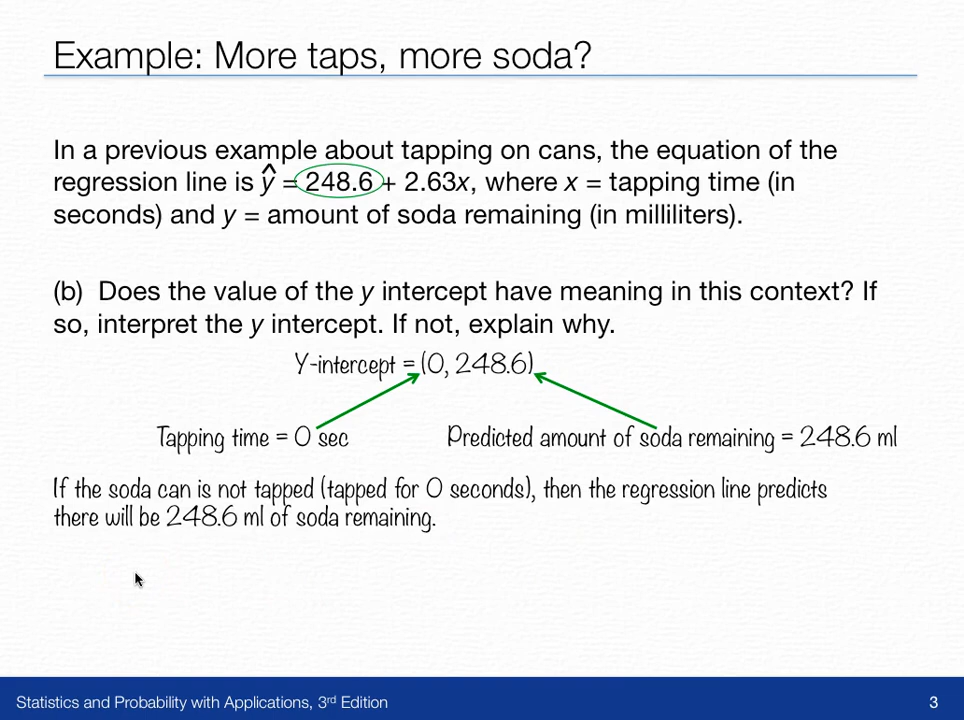 Example: More taps, more soda?
In a previous example about tapping on cans, the equation of the
regression line is ŷ = 248.6 + 2.63x, where x = tapping time (in
seconds) and y = amount of soda remaining (in milliliters).
(b) Does the value of the y intercept have meaning in this context? If
so, interpret the y intercept. If not, explain why.
Y-intercept = (0, 248.6)
Tapping time = 0 sec
Predicted amount of soda remaining = 248.6 ml
If the soda can is not tapped (tapped for 0 seconds), then the regression line predicts
there will be 248.6 ml of soda remaining.
Statistics and Probability with Applications, 3rd Edition
3